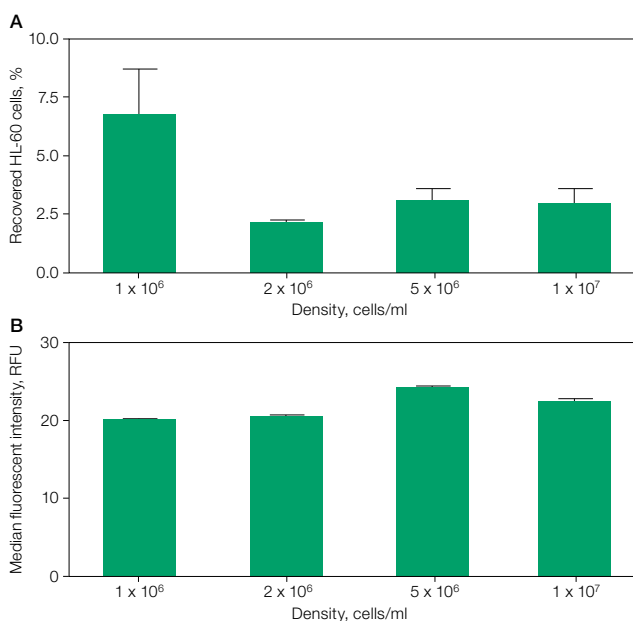 A
Recovered HL-60 cells, %
10.0
7.5
5.0
2.5
0.0
1 x 10⁶ 2 x 10⁶ 5 x 10⁶ 1 x 10⁷
Density, cells/ml
B
Median fluorescent intensity, RFU
30
20
10
0
1 x 10⁶ 2 x 10⁶ 5 x 10⁶ 1 x 10⁷
Density, cells/ml